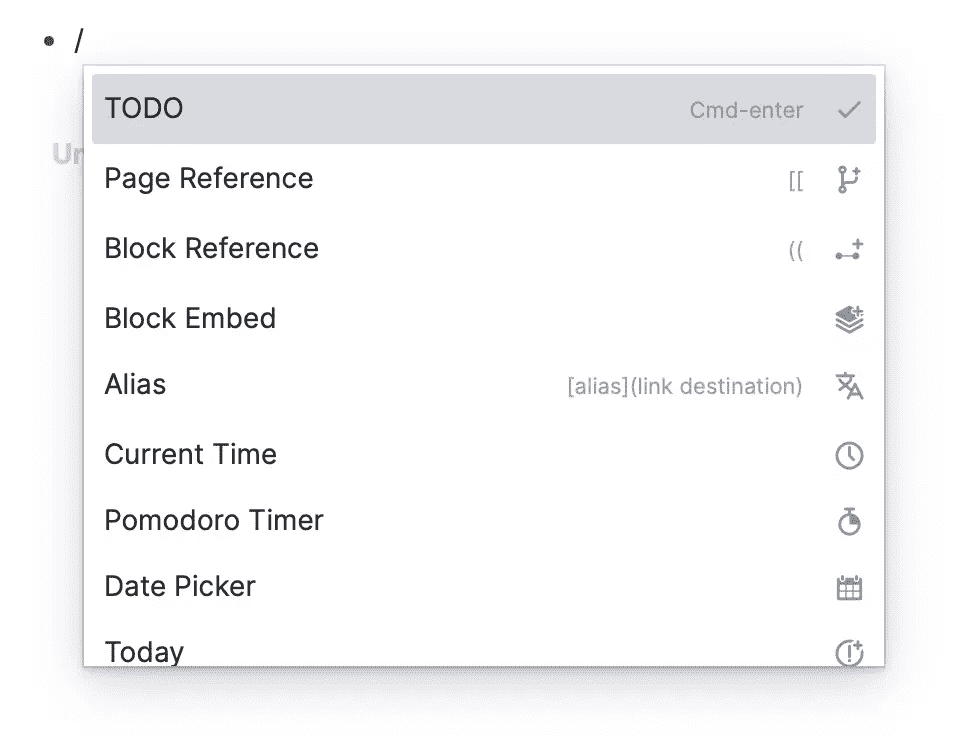 /
TODO Cmd-enter
Page Reference [[
Block Reference ((
Block Embed
Alias [alias](link destination)
Current Time
Pomodoro Timer
Date Picker
Today